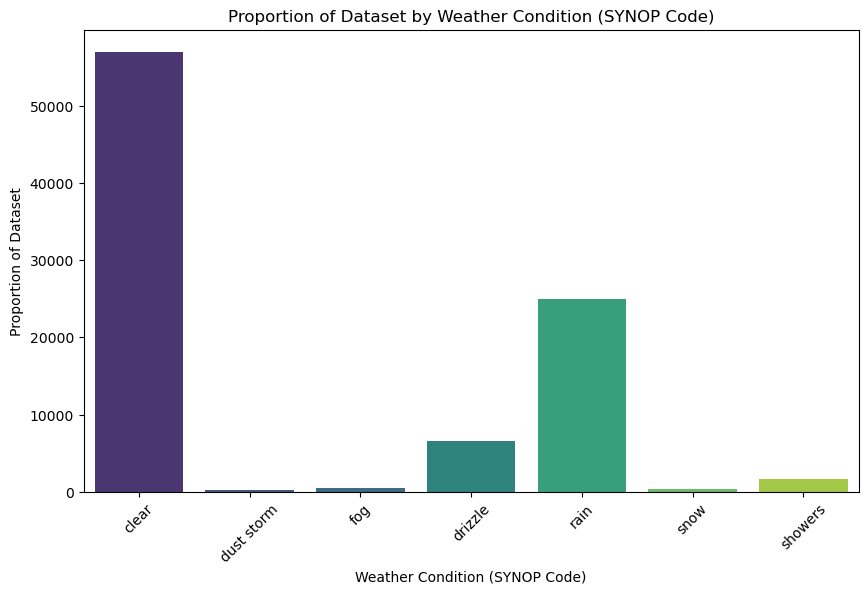 Proportion of Dataset by Weather Condition (SYNOP Code)
Proportion of Dataset
50000
40000
30000
20000
10000
0
clear
dust storm
fog
drizzle
rain
snow
showers
Weather Condition (SYNOP Code)